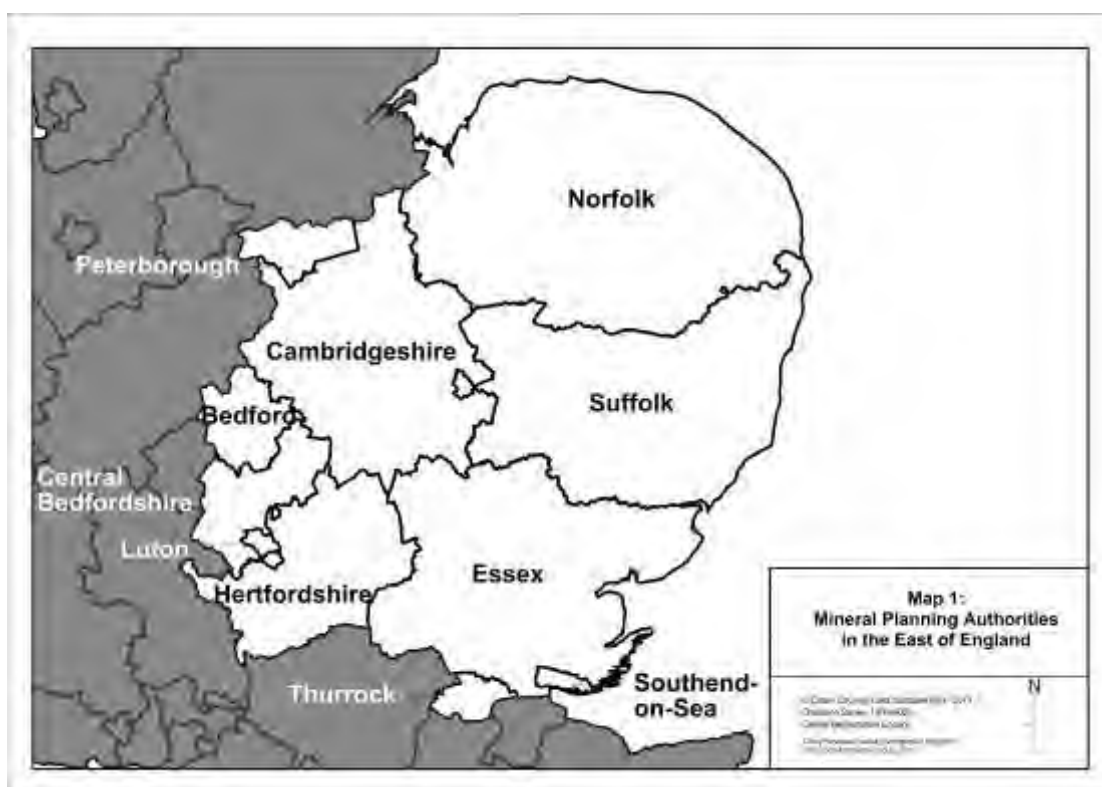 Norfolk
Peterborough
Cambridgeshire
Suffolk
Bedford
Central
Bedfordshire
Luton
Essex
Hertfordshire
Map 1:
Mineral Planning Authorities
in the East of England
Thurrock
Southend-
on-Sea
N